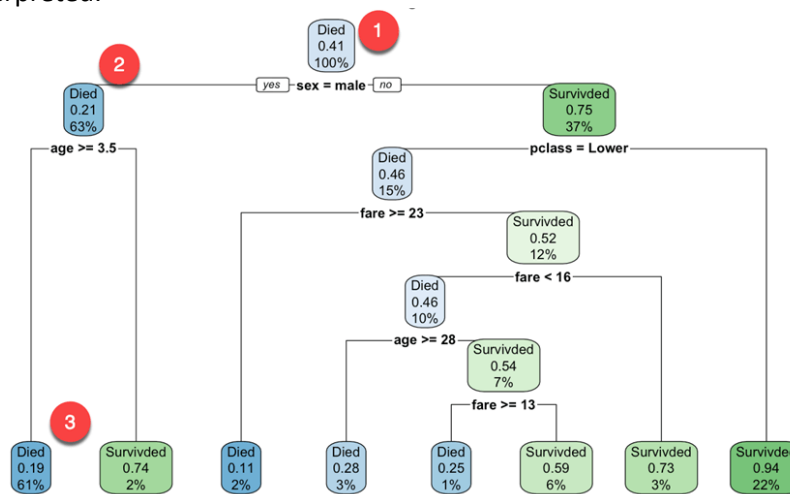 Died
0.41
100%
1
yes sex = male no
2
Died
0.21
63%
Survivded
0.75
37%
age >= 3.5
pclass = Lower
Died
0.46
15%
fare >= 23
Survivded
0.52
12%
fare < 16
Died
0.46
10%
age >= 28
Survivded
0.54
7%
fare >= 13
3
Died
0.19
61%
Survivded
0.74
2%
Died
0.11
2%
Died
0.28
3%
Died
0.25
1%
Survivded
0.59
6%
Survivded
0.73
3%
Survivded
0.94
22%